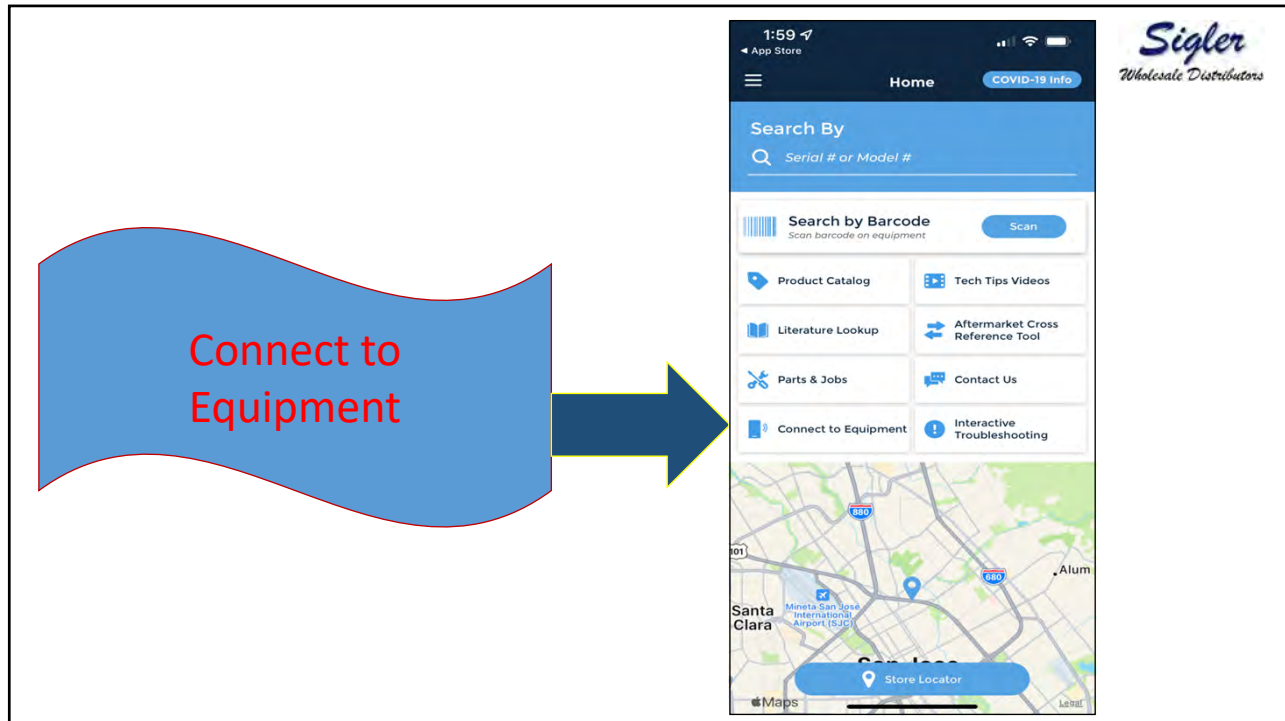 Connect to
Equipment
1:59
App Store
Home
COVID-19 Info
Search By
Serial # or Model #
Search by Barcode
Scan barcode on equipment
Scan
Product Catalog
Tech Tips Videos
Literature Lookup
Aftermarket Cross
Reference Tool
Parts & Jobs
Contact Us
Connect to Equipment
Interactive
Troubleshooting
880
101
680
Alum
Mineta San José
International
Airport (SJC)
Santa
Clara
Store Locator
Maps
Legal
Sigler
Wholesale Distributors